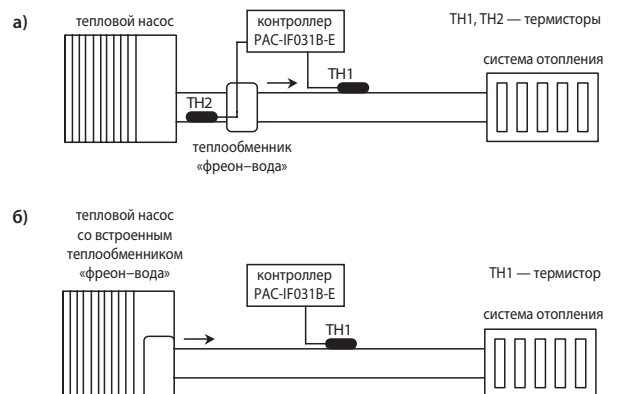 а)
тепловой насос
контроллер
PAC-IF031B-E
TH1, TH2 — термисторы
система отопления
TH1
TH2
теплообменник
«фреон–вода»
б)
тепловой насос
со встроенным
теплообменником
«фреон–вода»
контроллер
PAC-IF031B-E
TH1 — термистор
система отопления
TH1